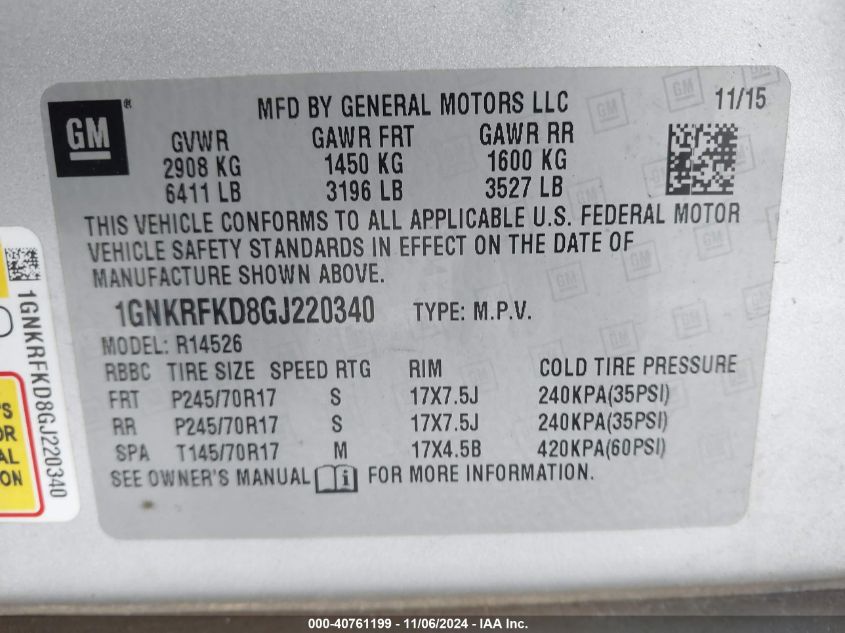 GM
®
MFD BY GENERAL MOTORS LLC
11/15
GVWR GAWR FRT GAWR RR
2908 KG 1450 KG 1600 KG
6411 LB 3196 LB 3527 LB
THIS VEHICLE CONFORMS TO ALL APPLICABLE U.S. FEDERAL MOTOR
VEHICLE SAFETY STANDARDS IN EFFECT ON THE DATE OF
MANUFACTURE SHOWN ABOVE.
1GNKRFKD8GJ220340 TYPE: M.P.V.
MODEL: R14526
RBBC TIRE SIZE SPEED RTG RIM COLD TIRE PRESSURE
FRT P245/70R17 S 17X7.5J 240KPA(35PSI)
RR P245/70R17 S 17X7.5J 240KPA(35PSI)
SPA T145/70R17 M 17X4.5B 420KPA(60PSI)
SEE OWNER'S MANUAL i FOR MORE INFORMATION.
1GNKRFKD8GJ220340
000-40761199 - 11/06/2024 - IAA Inc.